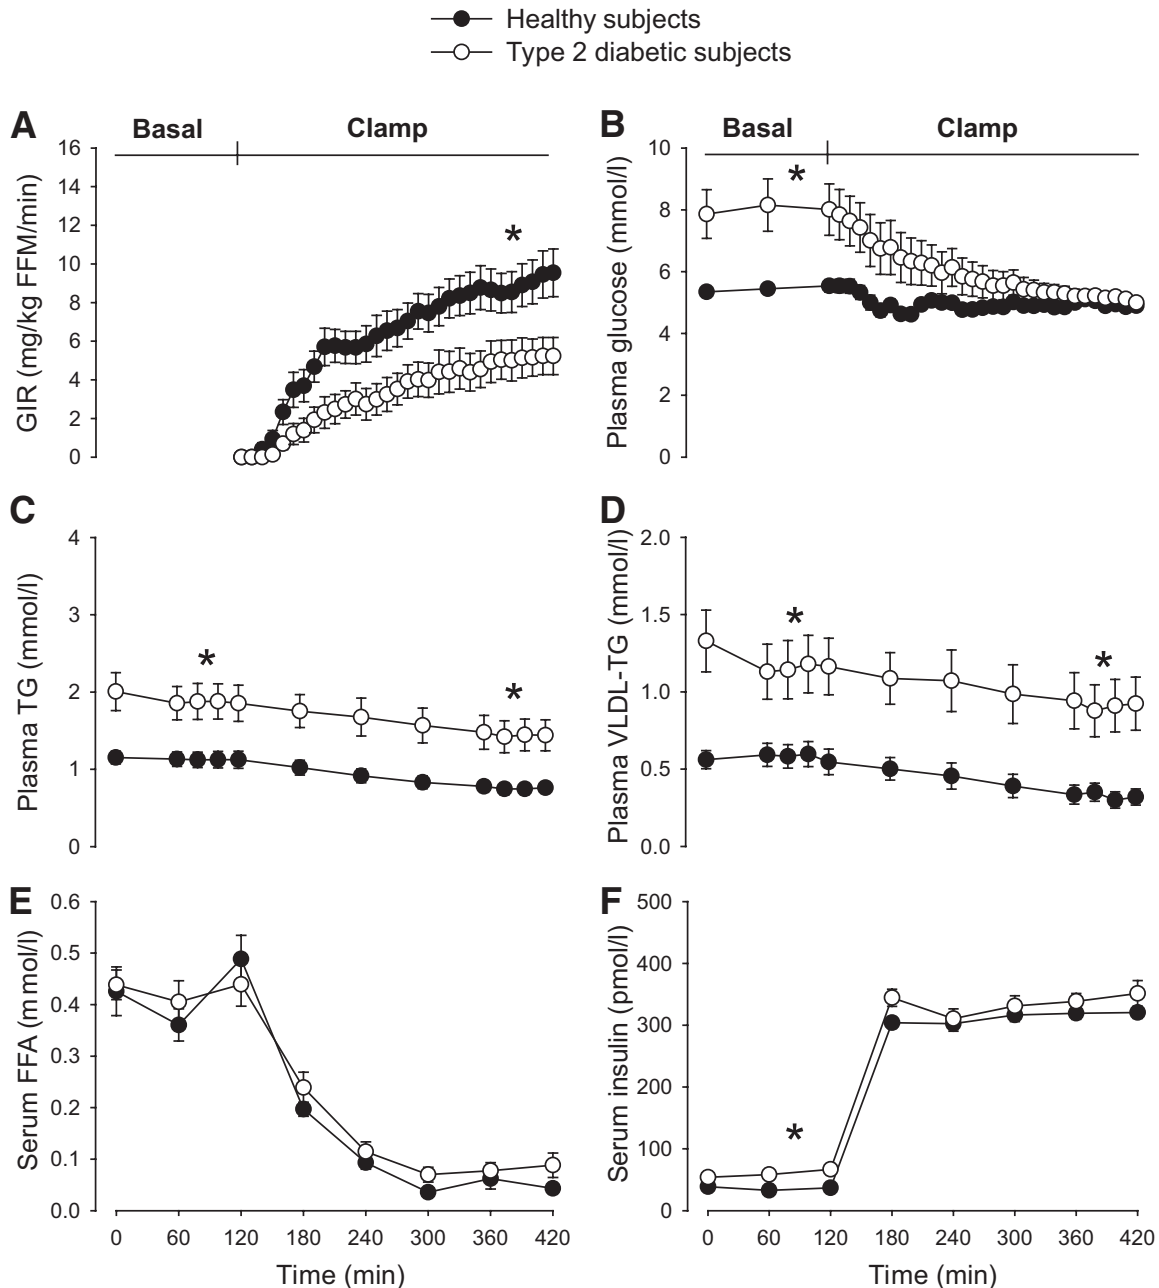 Healthy subjects
Type 2 diabetic subjects
A
Basal
Clamp
GIR (mg/kg FFM/min)
16
14
12
10
8
6
4
2
0
*
B
Basal
Clamp
Plasma glucose (mmol/l)
10
8
6
4
2
0
*
C
Plasma TG (mmol/l)
4
3
2
1
0
*
*
D
Plasma VLDL-TG (mmol/l)
2.0
1.5
1.0
0.5
0.0
*
*
E
Serum FFA (mmol/l)
0.6
0.5
0.4
0.3
0.2
0.1
0.0
0 60 120 180 240 300 360 420
Time (min)
F
Serum insulin (pmol/l)
500
400
300
200
100
0
*
0 60 120 180 240 300 360 420
Time (min)